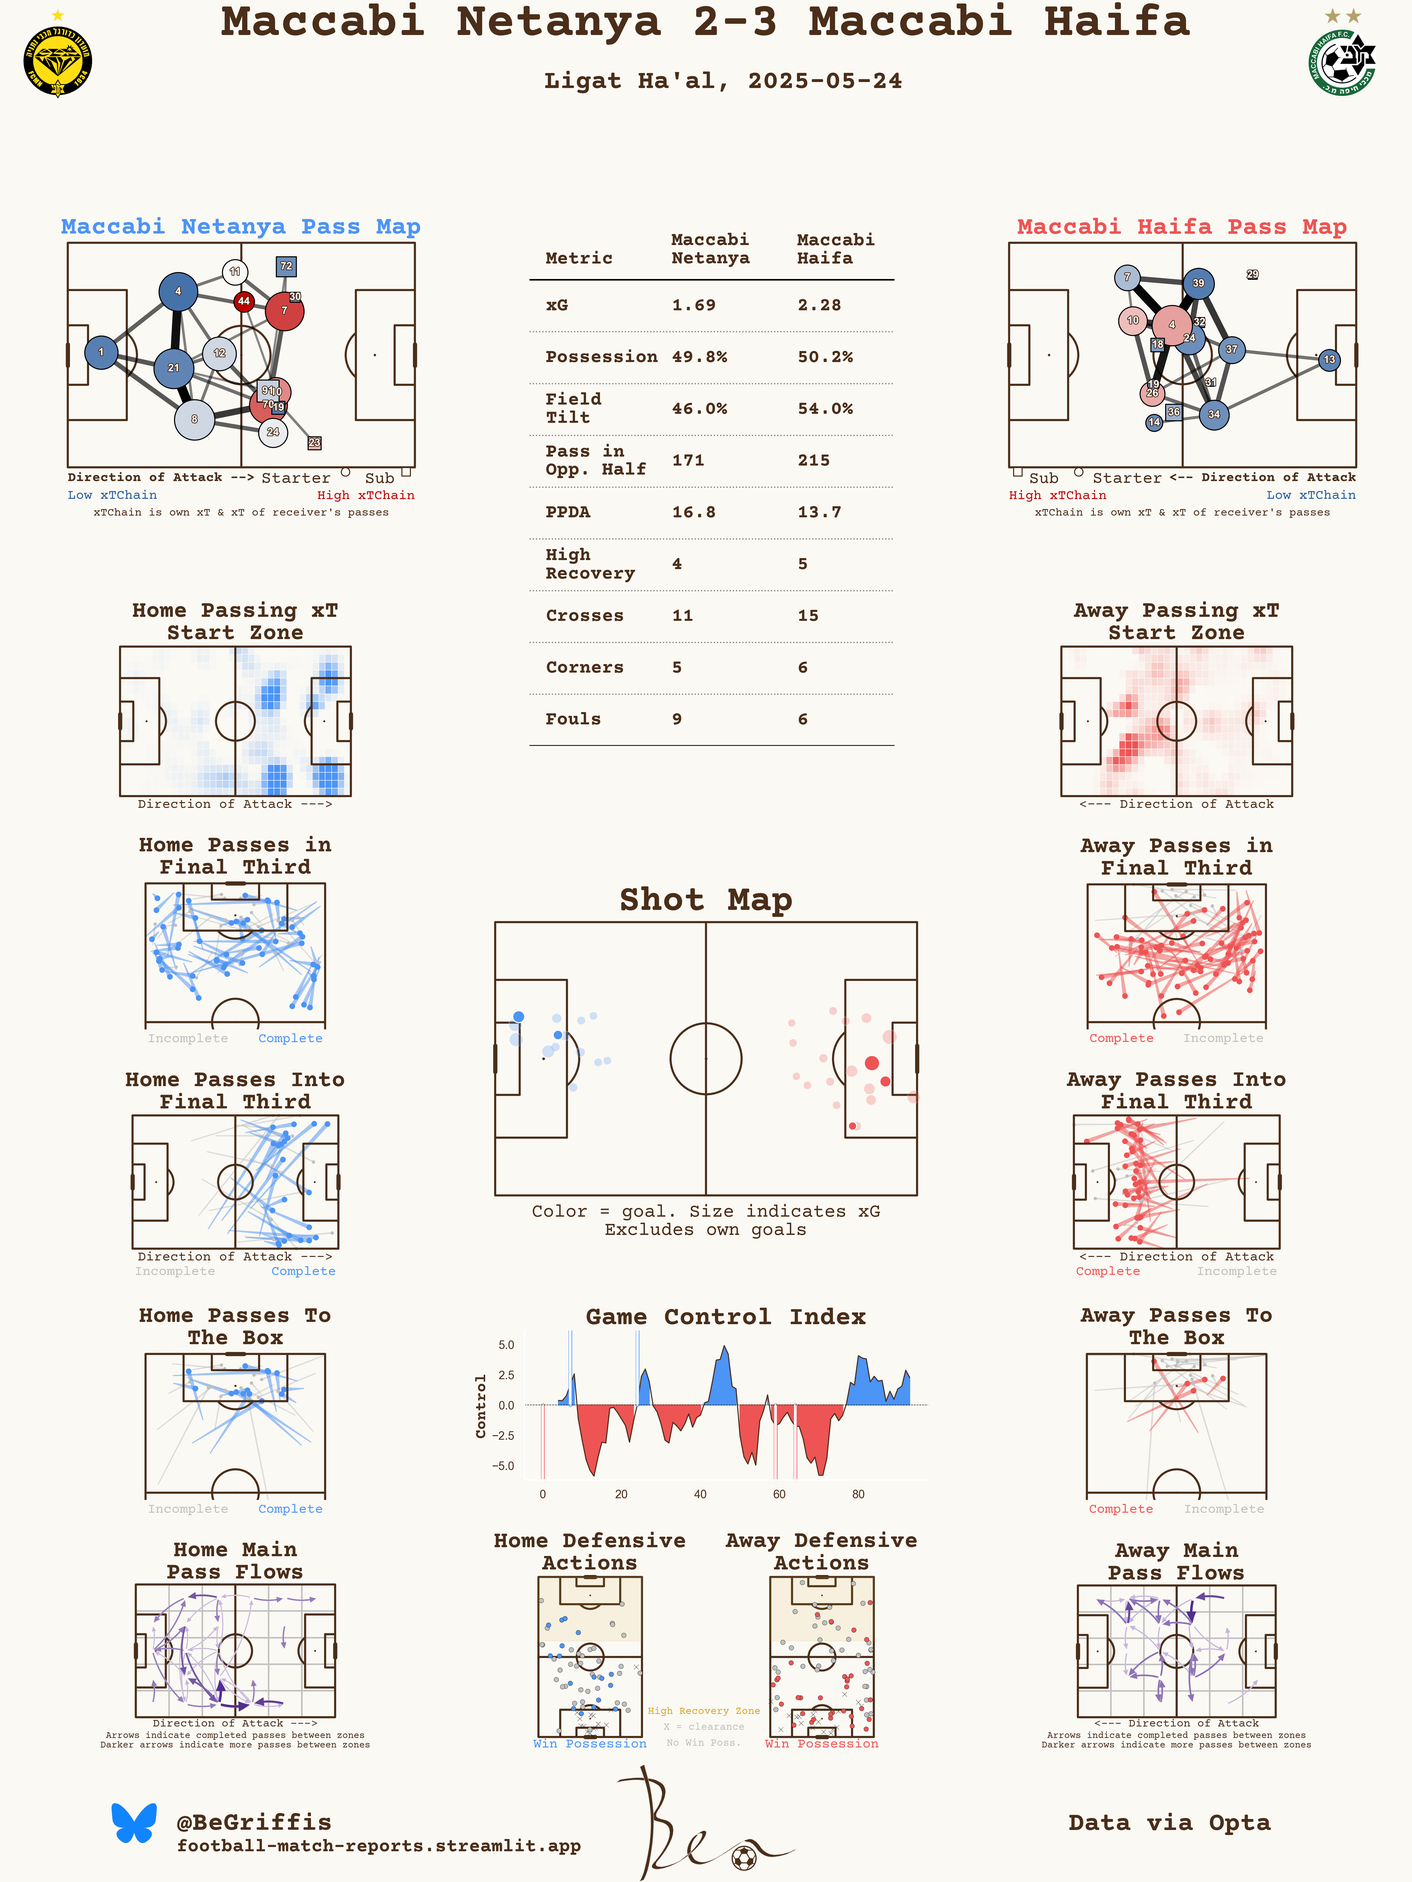 Maccabi Netanya 2-3 Maccabi Haifa
Ligat Ha'al, 2025-05-24
MACCABI HAIFA F.C.
Maccabi Netanya Pass Map
11
72
4
44
30
7
1
12
21
91
10
70
19
8
24
23
Direction of Attack --> Starter Sub
Low xTChain High xTChain
xTChain is own xT & xT of receiver's passes
Metric Maccabi Netanya Maccabi Haifa
xG 1.69 2.28
Possession 49.8% 50.2%
Field Tilt 46.0% 54.0%
Pass in Opp. Half 171 215
PPDA 16.8 13.7
High Recovery 4 5
Crosses 11 15
Corners 5 6
Fouls 9 6
Maccabi Haifa Pass Map
7
39
29
10
4
32
24
18
37
13
19
31
26
36
14
34
Sub Starter <-- Direction of Attack
High xTChain Low xTChain
xTChain is own xT & xT of receiver's passes
Home Passing xT
Start Zone
Direction of Attack --->
Away Passing xT
Start Zone
<--- Direction of Attack
Home Passes in
Final Third
Incomplete Complete
Shot Map
Color = goal. Size indicates xG
Excludes own goals
Away Passes in
Final Third
Complete Incomplete
Home Passes Into
Final Third
Direction of Attack --->
Incomplete Complete
Away Passes Into
Final Third
<--- Direction of Attack
Complete Incomplete
Home Passes To
The Box
Incomplete Complete
Game Control Index
Control
5.0
2.5
0.0
−2.5
−5.0
0 20 40 60 80
Away Passes To
The Box
Complete Incomplete
Home Main
Pass Flows
Direction of Attack --->
Arrows indicate completed passes between zones
Darker arrows indicate more passes between zones
Home Defensive
Actions
Win Possession
Away Defensive
Actions
Win Possession
High Recovery Zone
X = clearance
No Win Poss.
Away Main
Pass Flows
<--- Direction of Attack
Arrows indicate completed passes between zones
Darker arrows indicate more passes between zones
@BeGriffis
football-match-reports.streamlit.app
Ben
Data via Opta